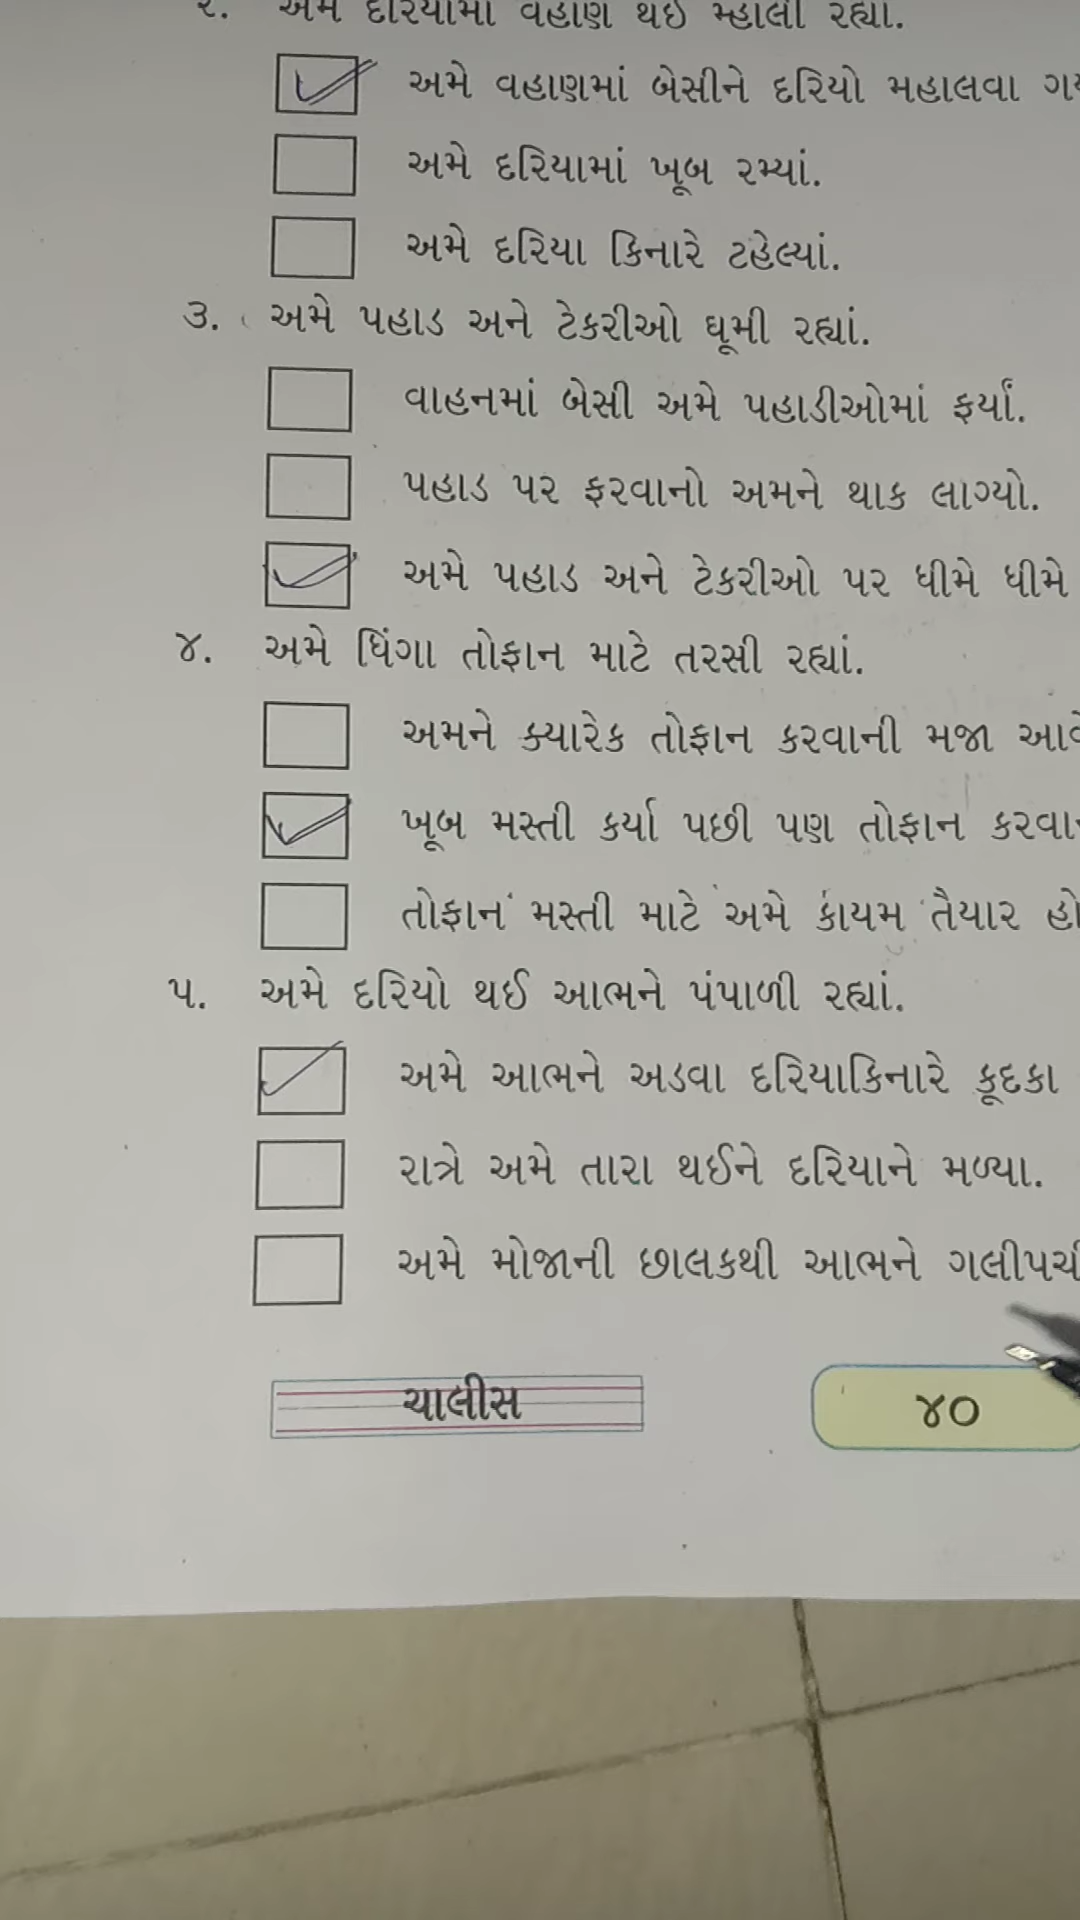 ૨. અમે દરિયામાં વહાણ થઈ મ્હાલી રહ્યાં.
અમે વહાણમાં બેસીને દરિયો મહાલવા
અમે દરિયામાં ખૂબ રમ્યાં.
અમે દરિયા કિનારે ટહેલ્યાં.
૩. અમે પહાડ અને ટેકરીઓ ઘૂમી રહ્યાં.
વાહનમાં બેસી અમે પહાડીઓમાં ફર્યાં.
પહાડ પર ફરવાનો અમને થાક લાગ્યો.
અમે પહાડ અને ટેકરીઓ પર ધીમે ધીમે
૪. અમે ધિંગા તોફાન માટે તરસી રહ્યાં.
અમને ક્યારેક તોફાન કરવાની મજા
ખૂબ મસ્તી કર્યા પછી પણ તોફાન
તોફાન મસ્તી માટે અમે કાયમ તૈયાર
૫. અમે દરિયો થઈ આભને પંપાળી રહ્યાં.
અમે આભને અડવા દરિયાકિનારે કૂદકા
રાત્રે અમે તારા થઈને દરિયાને મળ્યા.
અમે મોજાની છાલકથી આભને
ચાલીસ
૪૦